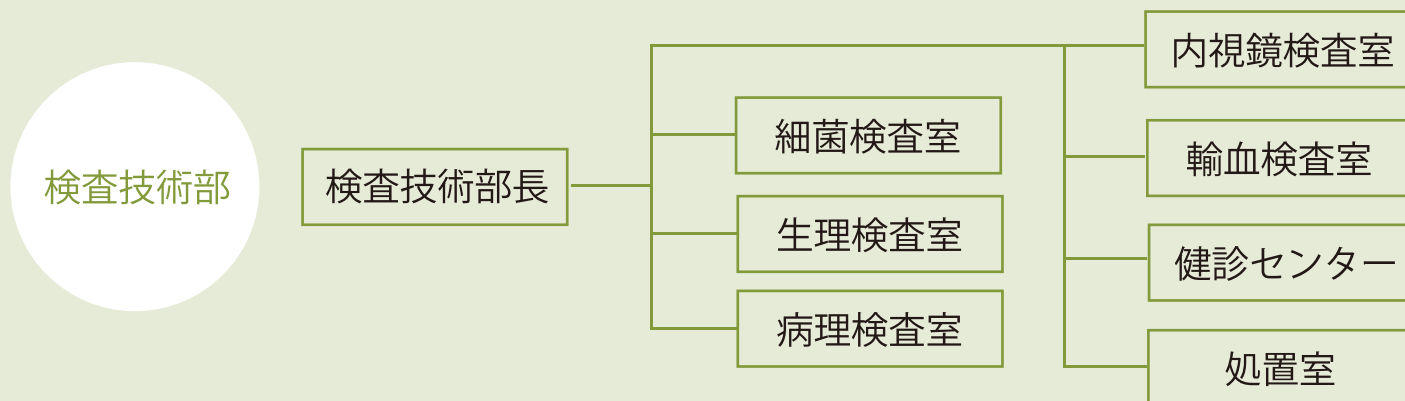 検査技術部
検査技術部長
細菌検査室
生理検査室
病理検査室
内視鏡検査室
輸血検査室
健診センター
処置室